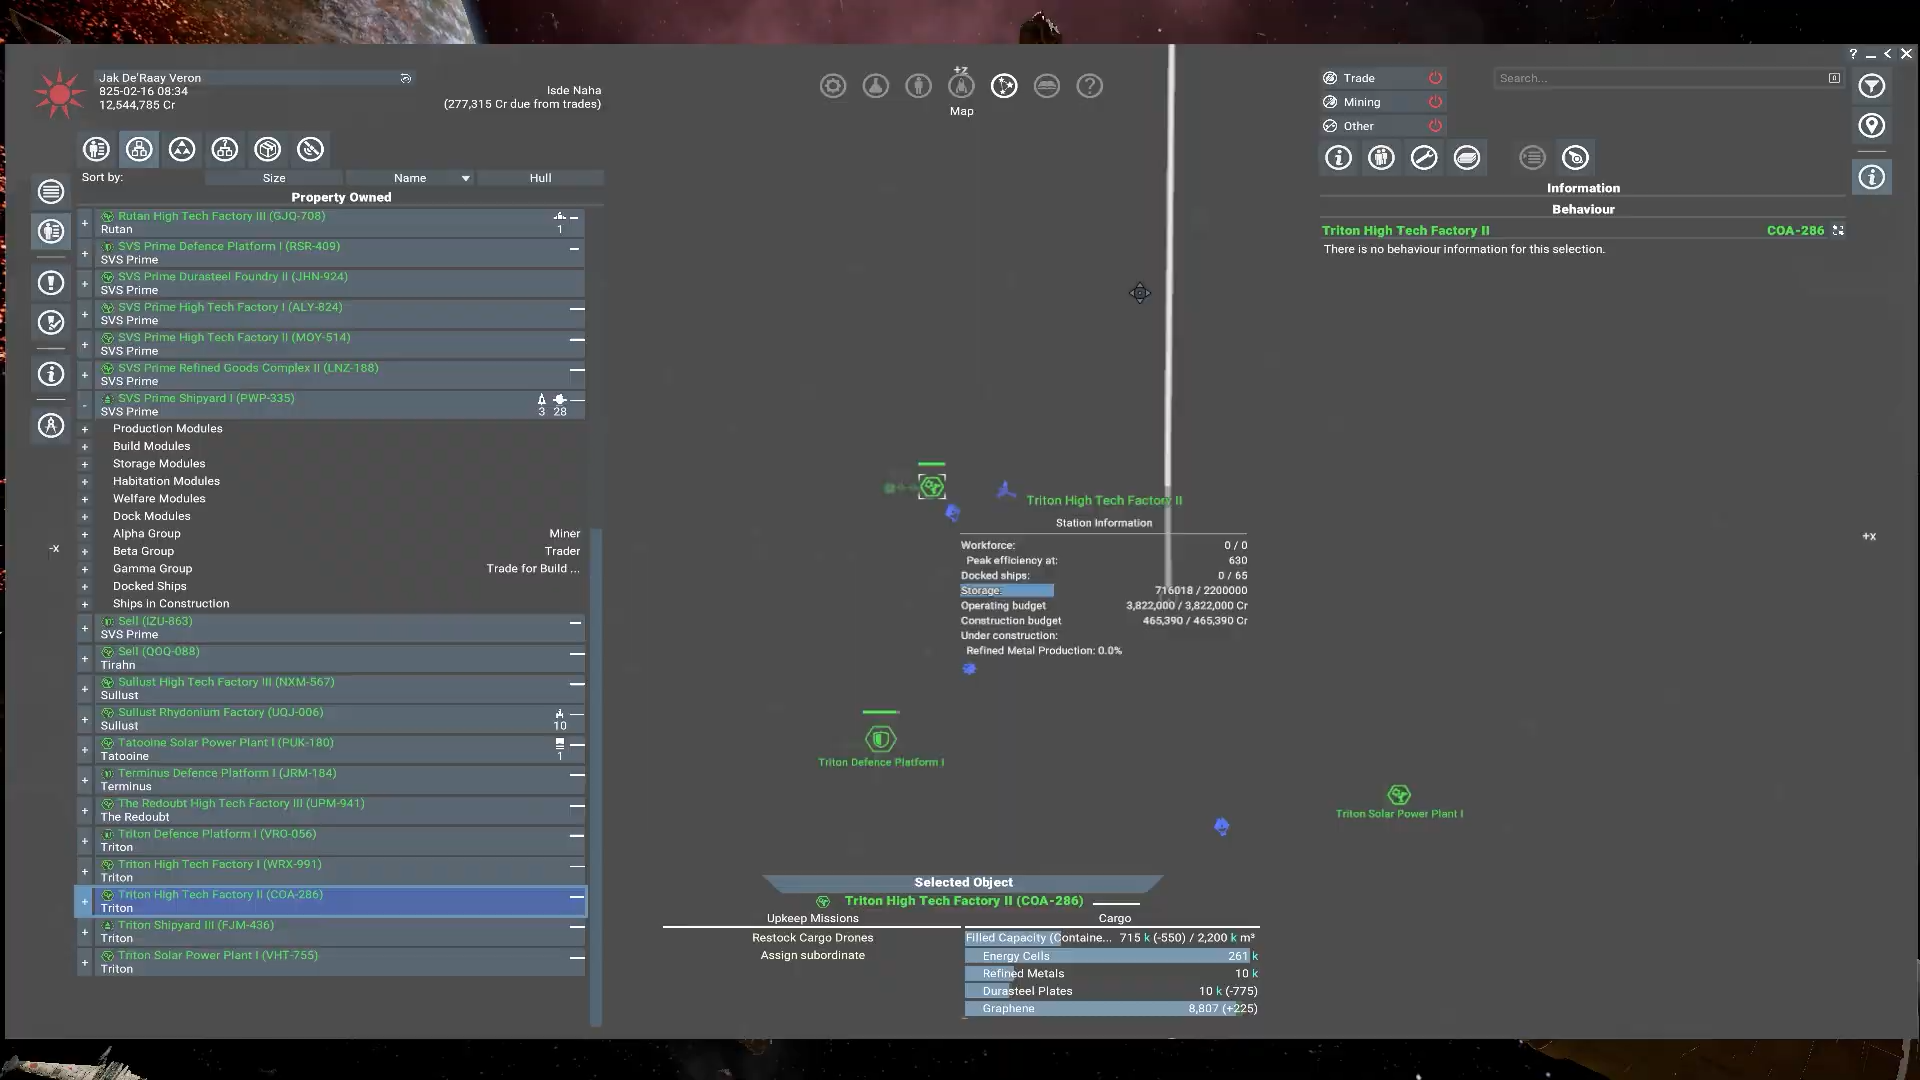 Jak De'Raay Veron
825-02-16 08:34
12,544,785 Cr
Isde Naha
(277,315 Cr due from trades)
Sort by:
Size
Name
Hull
Property Owned
Rutan High Tech Factory III (GJQ-708)
Rutan
1
SVS Prime Defence Platform I (RSR-409)
SVS Prime
SVS Prime Durasteel Foundry II (JHN-924)
SVS Prime
SVS Prime High Tech Factory I (ALY-824)
SVS Prime
SVS Prime High Tech Factory II (MOY-514)
SVS Prime
SVS Prime Refined Goods Complex II (LNZ-188)
SVS Prime
SVS Prime Shipyard I (PWP-335)
SVS Prime
3 28
Production Modules
Build Modules
Storage Modules
Habitation Modules
Welfare Modules
Dock Modules
Alpha Group Miner
Beta Group Trader
Gamma Group Trade for Build ...
Docked Ships
Ships in Construction
Sell (IZU-863)
SVS Prime
Sell (QOQ-088)
Tirahn
Sullust High Tech Factory III (NXM-567)
Sullust
Sullust Rhydonium Factory (UQJ-006)
Sullust
10
Tatooine Solar Power Plant I (PUK-180)
Tatooine
1
Terminus Defence Platform I (JRM-184)
Terminus
The Redoubt High Tech Factory III (UPM-941)
The Redoubt
Triton Defence Platform I (VRO-056)
Triton
Triton High Tech Factory I (WRX-991)
Triton
Triton High Tech Factory II (COA-286)
Triton
Triton Shipyard III (FJM-436)
Triton
Triton Solar Power Plant I (VHT-755)
Triton
-X
+Z
Map
Triton High Tech Factory II
Station Information
Workforce: 0 / 0
Peak efficiency at: 630
Docked ships: 0 / 65
Storage: 716018 / 2200000
Operating budget 3,822,000 / 3,822,000 Cr
Construction budget 465,390 / 465,390 Cr
Under construction:
Refined Metal Production: 0.0%
Triton Defence Platform I
Triton Solar Power Plant I
Selected Object
Triton High Tech Factory II (COA-286)
Upkeep Missions
Restock Cargo Drones
Assign subordinate
Cargo
Filled Capacity (Containe... 715 k (-550) / 2,200 k m³
Energy Cells 261 k
Refined Metals 10 k
Durasteel Plates 10 k (-775)
Graphene 8,807 (+225)
Trade
Mining
Other
Search...
Information
Behaviour
Triton High Tech Factory II COA-286
There is no behaviour information for this selection.
+X